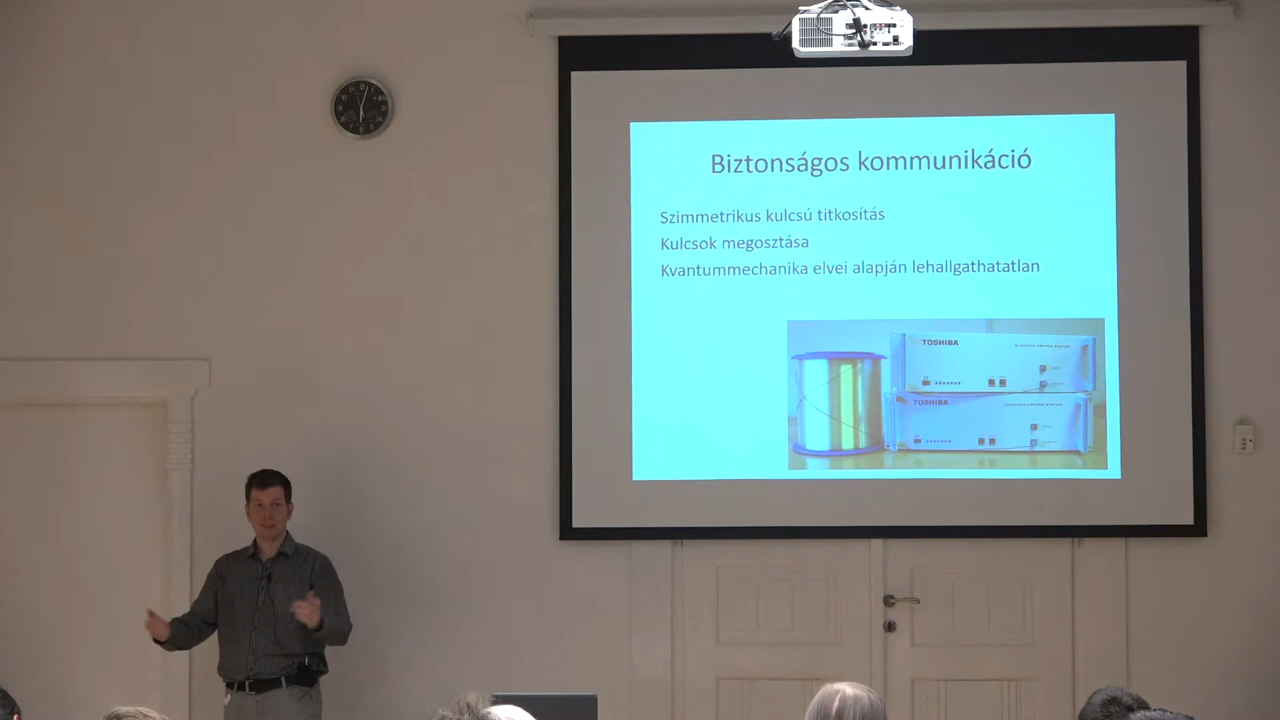 Biztonságos kommunikáció
Szimmetrikus kulcsú titkosítás
Kulcsok megosztása
Kvantummechanika elvei alapján lehallgathatatlan
TOSHIBA
TOSHIBA